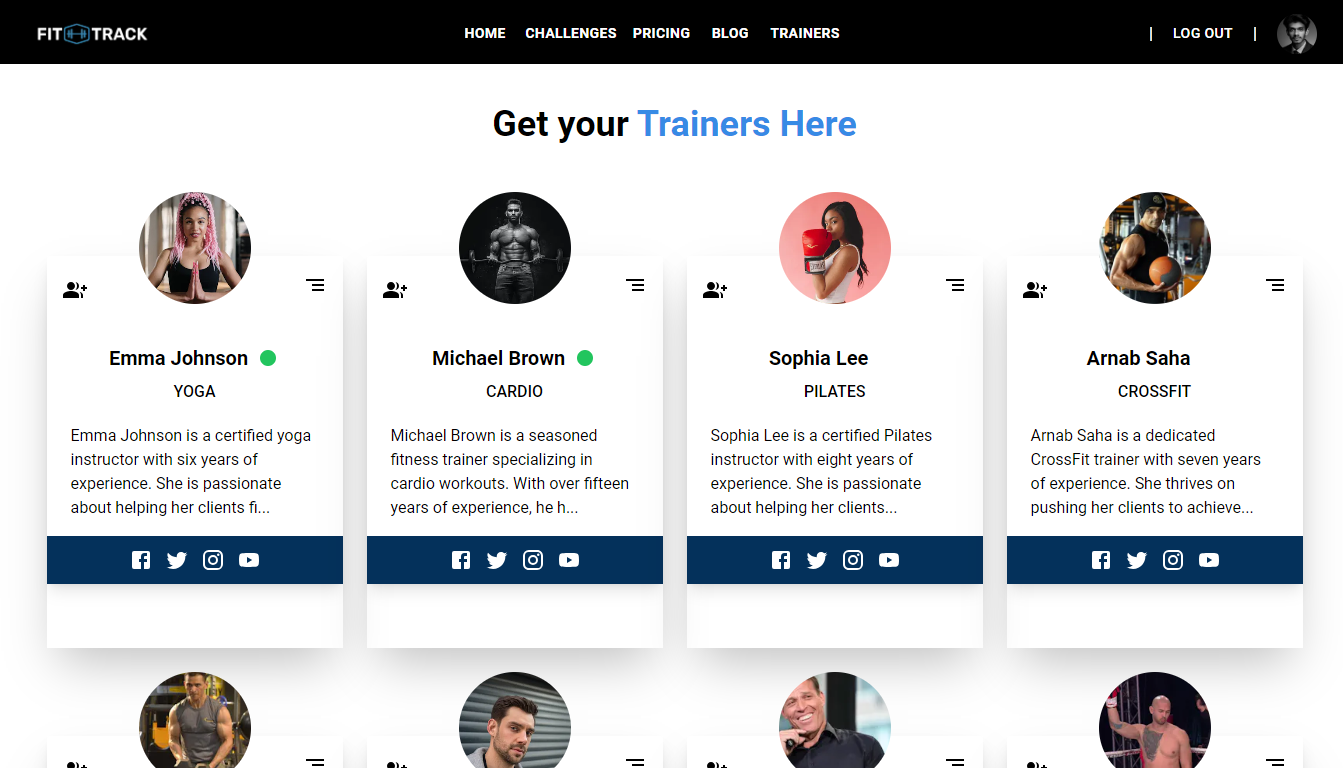 FIT TRACK
HOME CHALLENGES PRICING BLOG TRAINERS
| LOG OUT |
Get your Trainers Here
Emma Johnson
YOGA
Emma Johnson is a certified yoga
instructor with six years of
experience. She is passionate
about helping her clients fi...
Michael Brown
CARDIO
Michael Brown is a seasoned
fitness trainer specializing in
cardio workouts. With over fifteen
years of experience, he h...
Sophia Lee
PILATES
Sophia Lee is a certified Pilates
instructor with eight years of
experience. She is passionate
about helping her clients...
Arnab Saha
CROSSFIT
Arnab Saha is a dedicated
CrossFit trainer with seven years
of experience. She thrives on
pushing her clients to achieve...